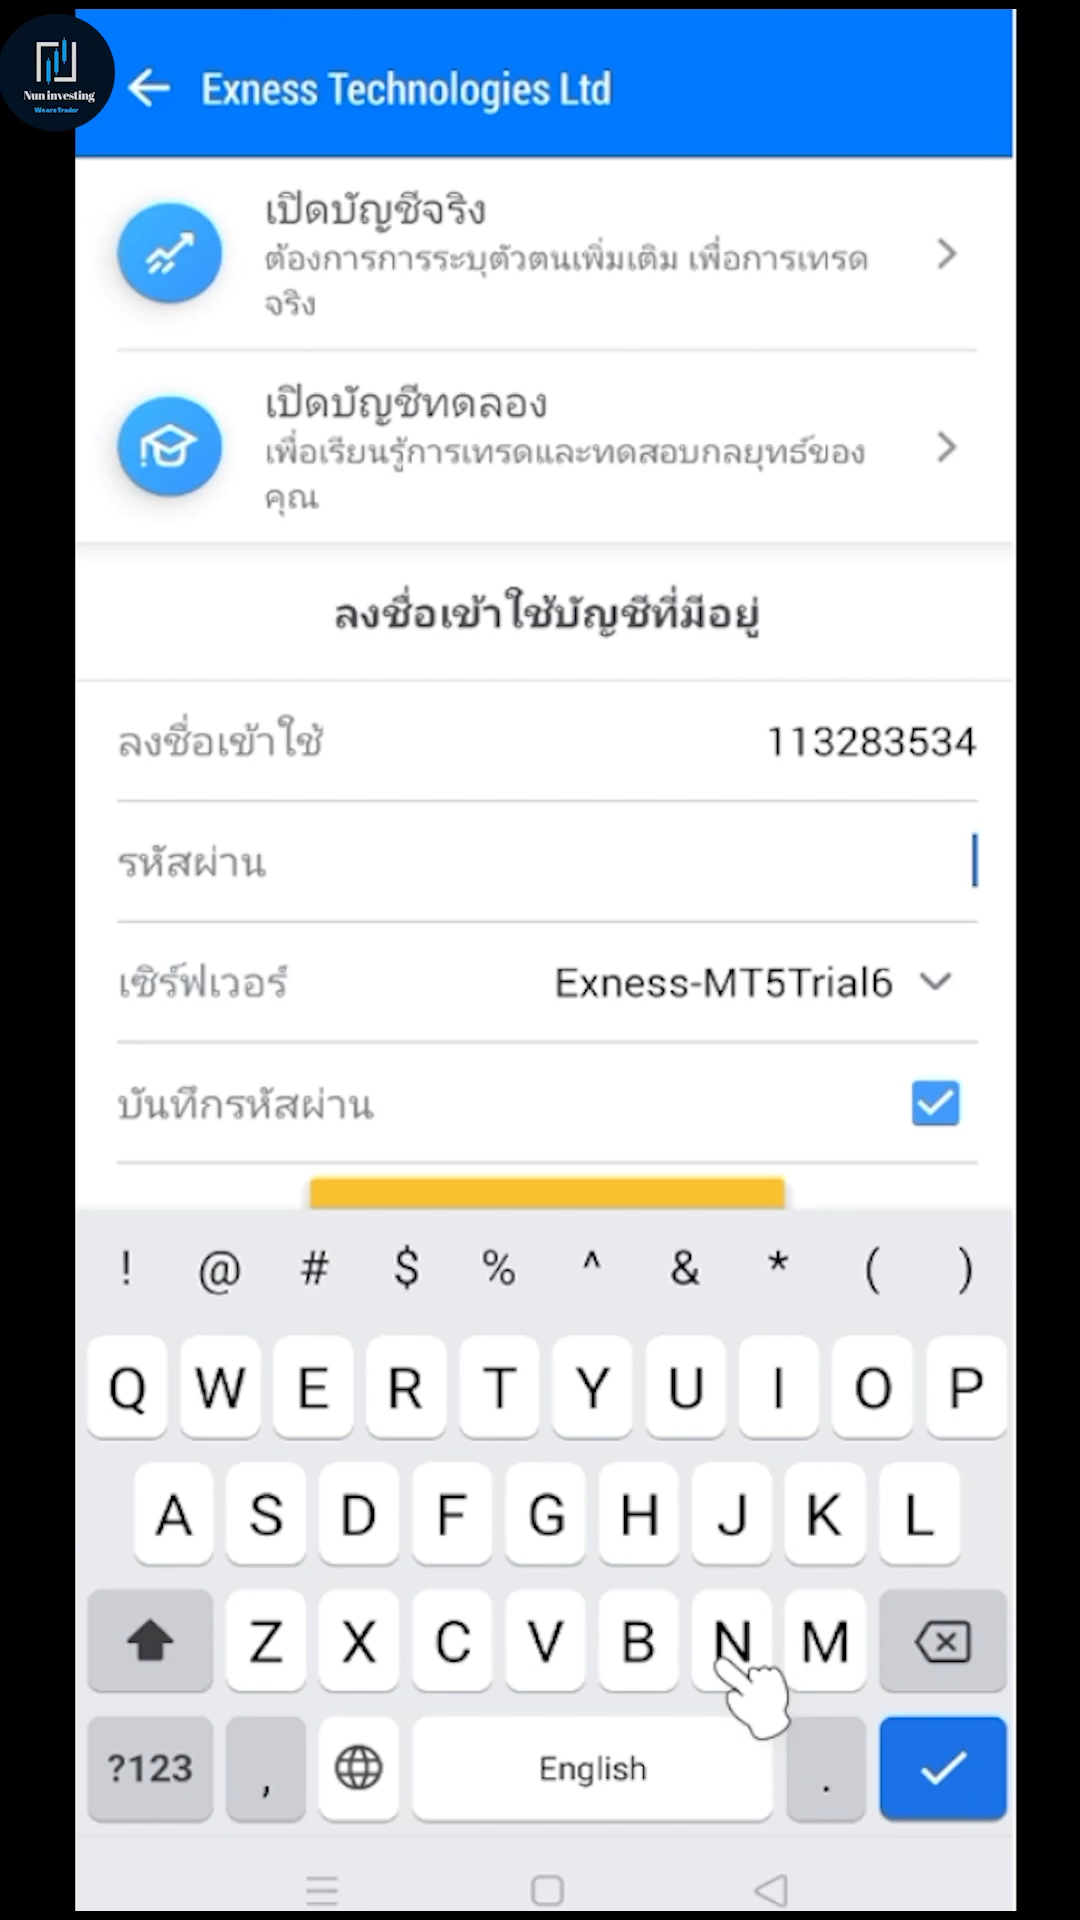 Nun investing
We are Trader
Exness Technologies Ltd
เปิดบัญชีจริง
ต้องการการระบุตัวตนเพิ่มเติม เพื่อการเทรด
จริง
เปิดบัญชีทดลอง
เพื่อเรียนรู้การเทรดและทดสอบกลยุทธ์ของ
คุณ
ลงชื่อเข้าใช้บัญชีที่มีอยู่
ลงชื่อเข้าใช้ 113283534
รหัสผ่าน
เซิร์ฟเวอร์ Exness-MT5Trial6
บันทึกรหัสผ่าน
! @ # $ % ^ & * ( )
Q W E R T Y U I O P
A S D F G H J K L
Z X C V B N M
?123 , English .